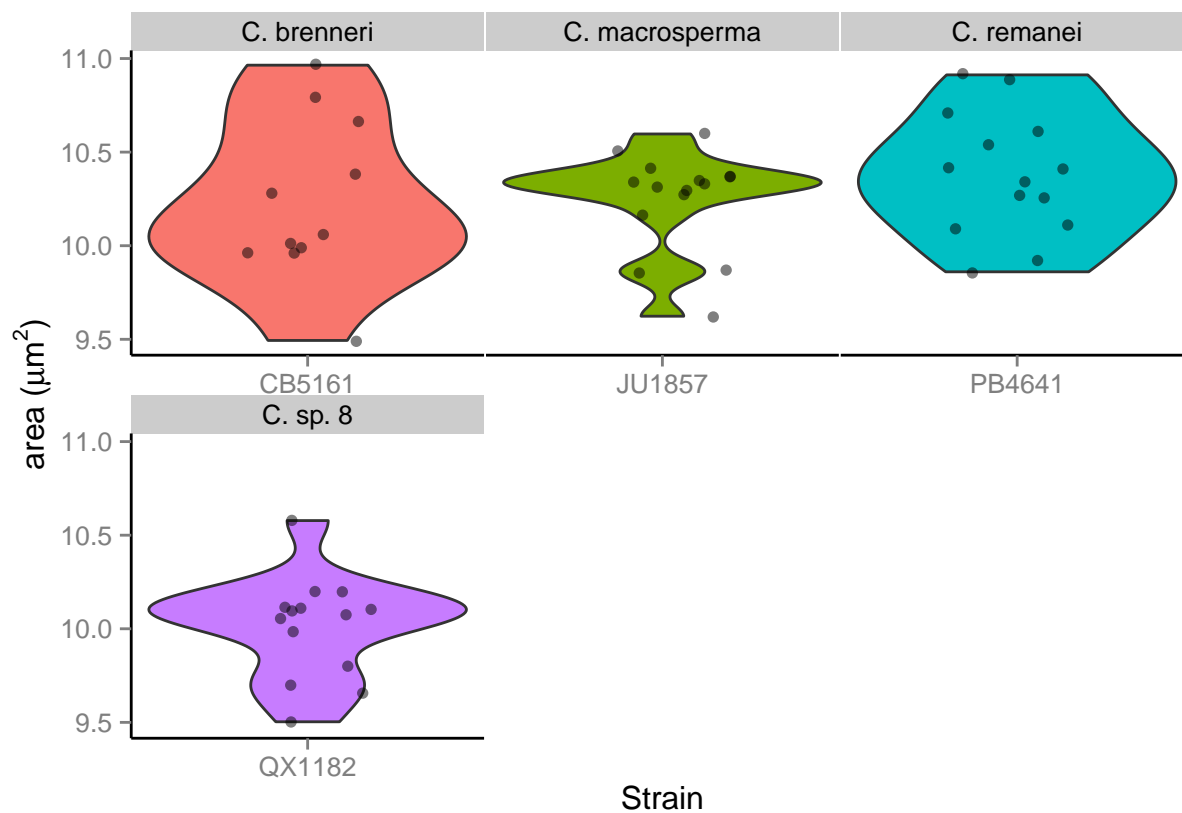 C. brenneri C. macrosperma C. remanei
11.0
10.5
10.0
9.5
CB5161 JU1857 PB4641
C. sp. 8
11.0
10.5
10.0
9.5
QX1182
area (μm²)
Strain